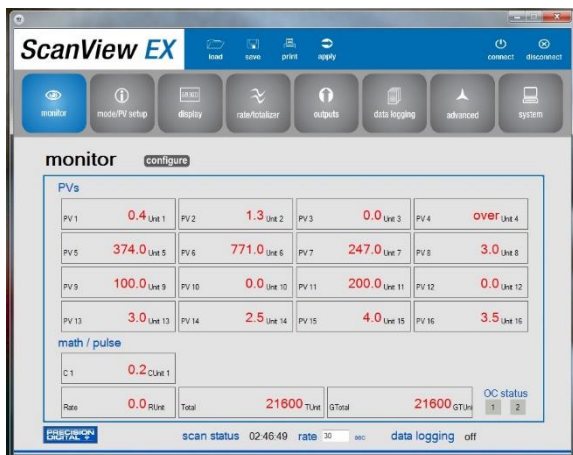 ScanView EX
load save print apply connect disconnect
monitor mode/PV setup display rate/totalizer outputs data logging advanced system
monitor configure
PVs
PV 1 0.4 Unit 1 PV 2 1.3 Unit 2 PV 3 0.0 Unit 3 PV 4 over Unit 4
PV 5 374.0 Unit 5 PV 6 771.0 Unit 6 PV 7 247.0 Unit 7 PV 8 3.0 Unit 8
PV 9 100.0 Unit 9 PV 10 0.0 Unit 10 PV 11 200.0 Unit 11 PV 12 0.0 Unit 12
PV 13 3.0 Unit 13 PV 14 2.5 Unit 14 PV 15 4.0 Unit 15 PV 16 3.5 Unit 16
math / pulse
C 1 0.2 CUnit 1
OC status
Rate 0.0 RUnit Total 21600 TUnit GTotal 21600 GTUni 1 2
PRECISION
DIGITAL scan status 02:46:49 rate 30 sec data logging off